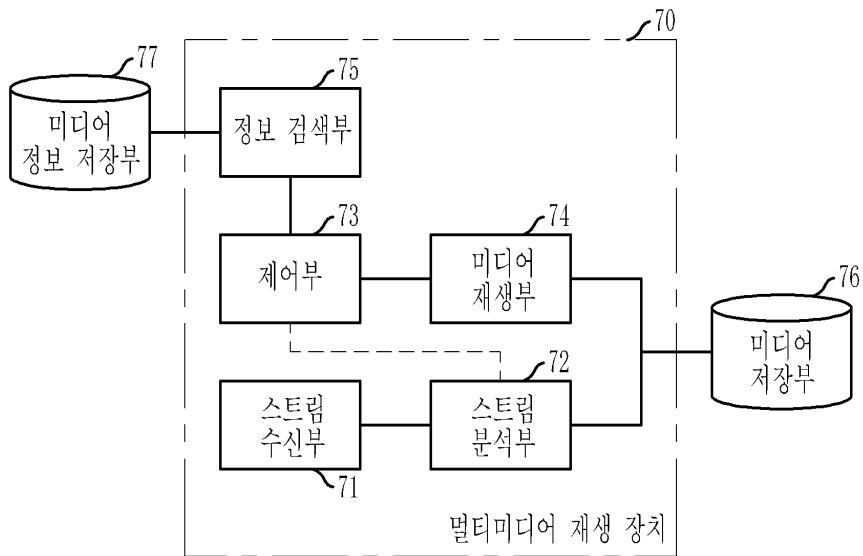 70
77
75
미디어
정보 저장부
정보 검색부
73
74
제어부
미디어
재생부
76
미디어
저장부
72
스트림
수신부
스트림
분석부
71
멀티미디어 재생 장치